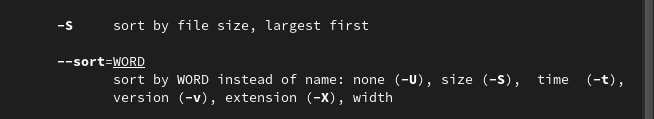 -S     sort by file size, largest first
--sort=WORD
sort by WORD instead of name: none (-U), size (-S),  time  (-t),
version (-v), extension (-X), width